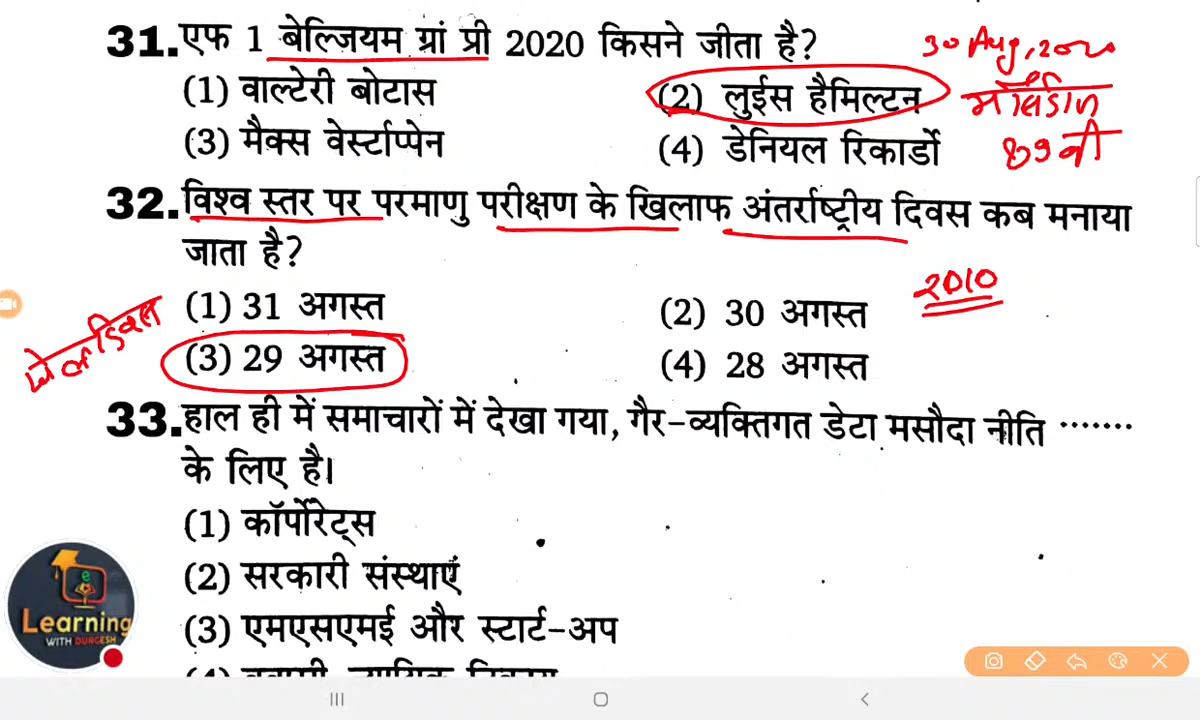 31. एफ 1 बेल्जियम ग्रां प्री 2020 किसने जीता है?
30 Aug, 2020
(1) वाल्टेरी बोटास (2) लुईस हैमिल्टन
(3) मैक्स वेर्स्टाप्पेन (4) डेनियल रिकार्डो
89 वी
32. विश्व स्तर पर परमाणु परीक्षण के खिलाफ अंतर्राष्ट्रीय दिवस कब मनाया
जाता है?
2010
(1) 31 अगस्त (2) 30 अगस्त
खेल दिवस
(3) 29 अगस्त (4) 28 अगस्त
33. हाल ही में समाचारों में देखा गया, गैर-व्यक्तिगत डेटा मसौदा नीति .......
के लिए है।
(1) कॉर्पोरेट्स
(2) सरकारी संस्थाएं
(3) एमएसएमई और स्टार्ट-अप
e
Learning
WITH DURGESH